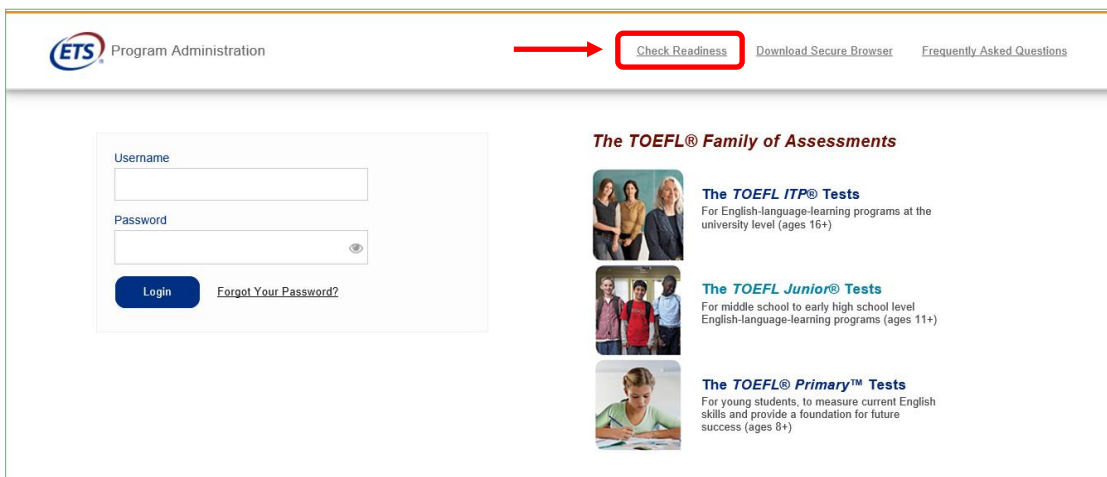 ETS® Program Administration
Check Readiness
Download Secure Browser
Frequently Asked Questions
Username
Password
Login
Forgot Your Password?
The TOEFL® Family of Assessments
The TOEFL ITP® Tests
For English-language-learning programs at the
university level (ages 16+)
The TOEFL Junior® Tests
For middle school to early high school level
English-language-learning programs (ages 11+)
The TOEFL® Primary™ Tests
For young students, to measure current English
skills and provide a foundation for future
success (ages 8+)